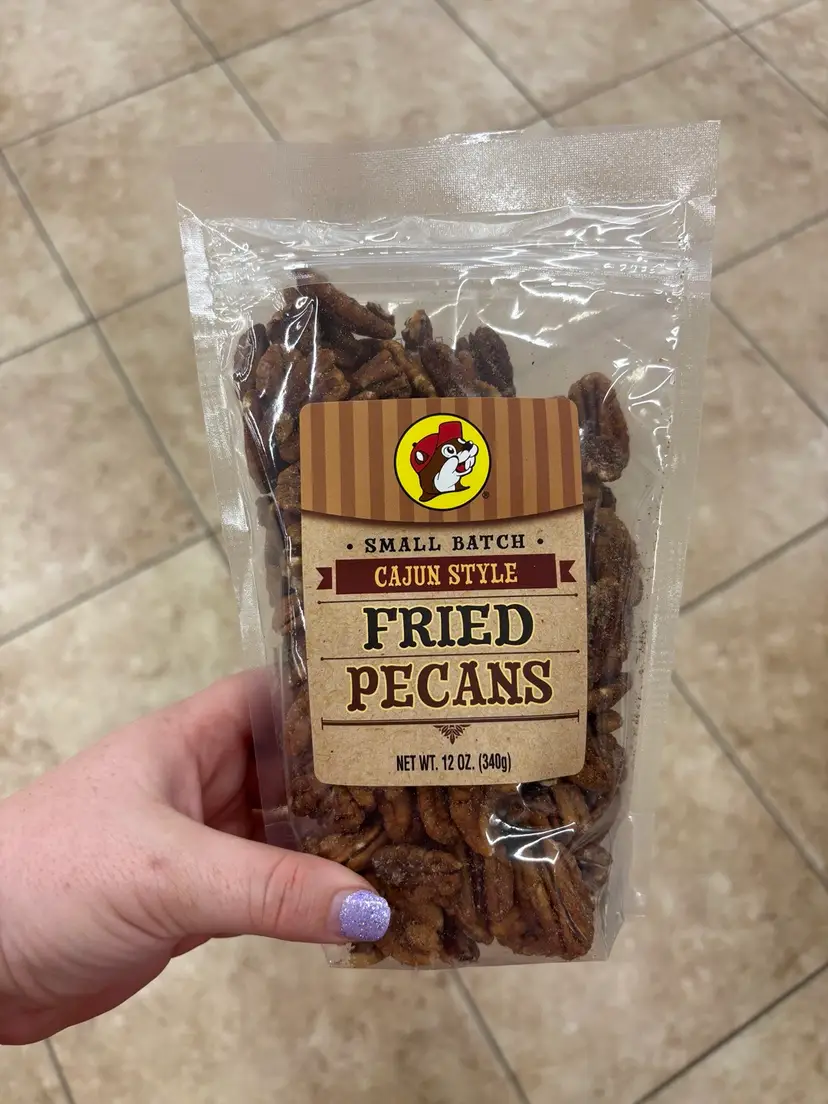 ®
• SMALL BATCH •
CAJUN STYLE
FRIED
PECANS
NET WT. 12 OZ. (340g)